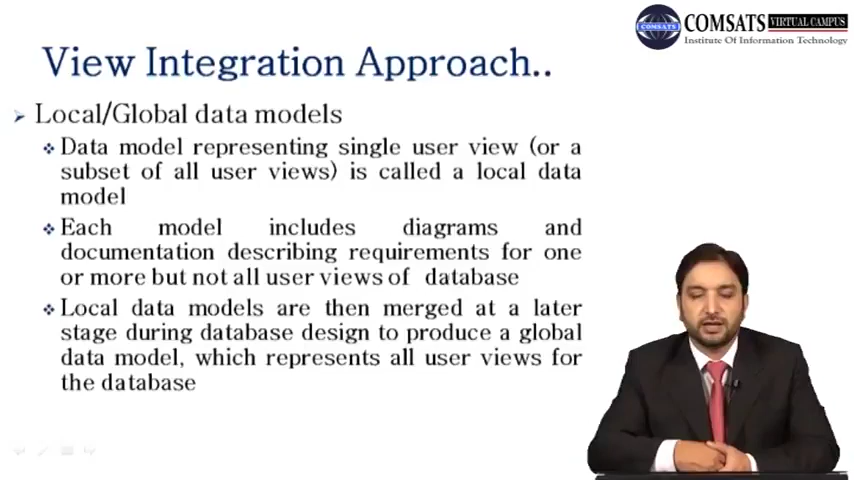 COMSATS VIRTUAL CAMPUS
COMSATS
Institute Of Information Technology
View Integration Approach..
Local/Global data models
Data model representing single user view (or a
subset of all user views) is called a local data
model
Each model includes diagrams and
documentation describing requirements for one
or more but not all user views of database
Local data models are then merged at a later
stage during database design to produce a global
data model, which represents all user views for
the database